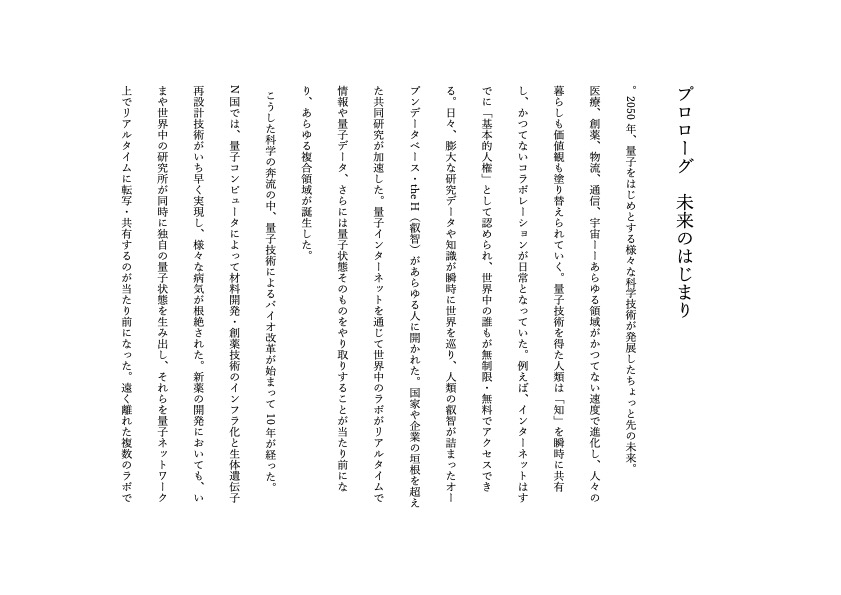 プロローグ　未来のはじまり
。2050年、量子をはじめとする様々な科学技術が発展したちょっと先の未来。
医療、創薬、物流、通信、宇宙ーーあらゆる領域がかつてない速度で進化し、人々の
暮らしも価値観も塗り替えられていく。量子技術を得た人類は「知」を瞬時に共有
し、かつてないコラボレーションが日常となっていた。例えば、インターネットはす
でに「基本的人権」として認められ、世界中の誰もが無制限・無料でアクセスでき
る。日々、膨大な研究データや知識が瞬時に世界を巡り、人類の叡智が詰まったオー
プンデータベース・the H（叡智）があらゆる人に開かれた。国家や企業の垣根を超え
た共同研究が加速した。量子インターネットを通じて世界中のラボがリアルタイムで
情報や量子データ、さらには量子状態そのものをやり取りすることが当たり前にな
り、あらゆる複合領域が誕生した。
こうした科学の奔流の中、量子技術によるバイオ改革が始まって10年が経った。
N国では、量子コンピュータによって材料開発・創薬技術のインフラ化と生体遺伝子
再設計技術がいち早く実現し、様々な病気が根絶された。新薬の開発においても、い
まや世界中の研究所が同時に独自の量子状態を生み出し、それらを量子ネットワーク
上でリアルタイムに転写・共有するのが当たり前になった。遠く離れた複数のラボで